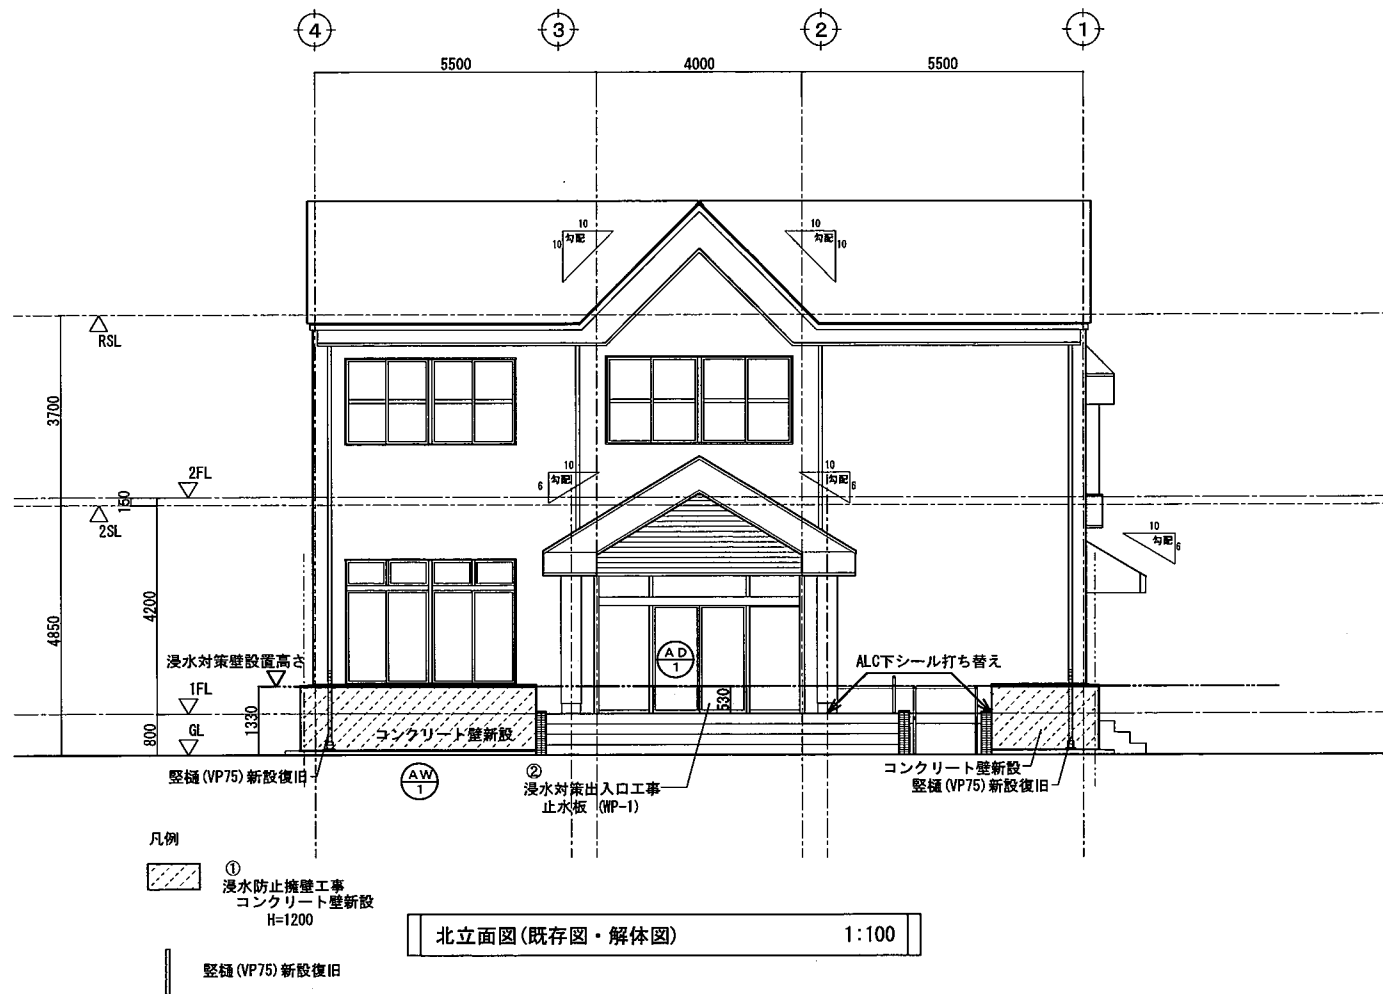 4
3
2
1
5500
4000
5500
10
10
勾配
10
勾配
10
RSL
3700
2FL
150
2SL
10
勾配
6
10
勾配
6
10
勾配
6
4850
4200
浸水対策壁設置高さ
1FL
GL
800
1330
AD
1
530
ALC下シール打ち替え
コンクリート壁新設
竪樋(VP75)新設復旧
AW
1
②
浸水対策出入口工事
止水板 (WP-1)
コンクリート壁新設
竪樋(VP75)新設復旧
凡例
①
浸水防止擁壁工事
コンクリート壁新設
H=1200
竪樋(VP75)新設復旧
北立面図(既存図・解体図) 1:100